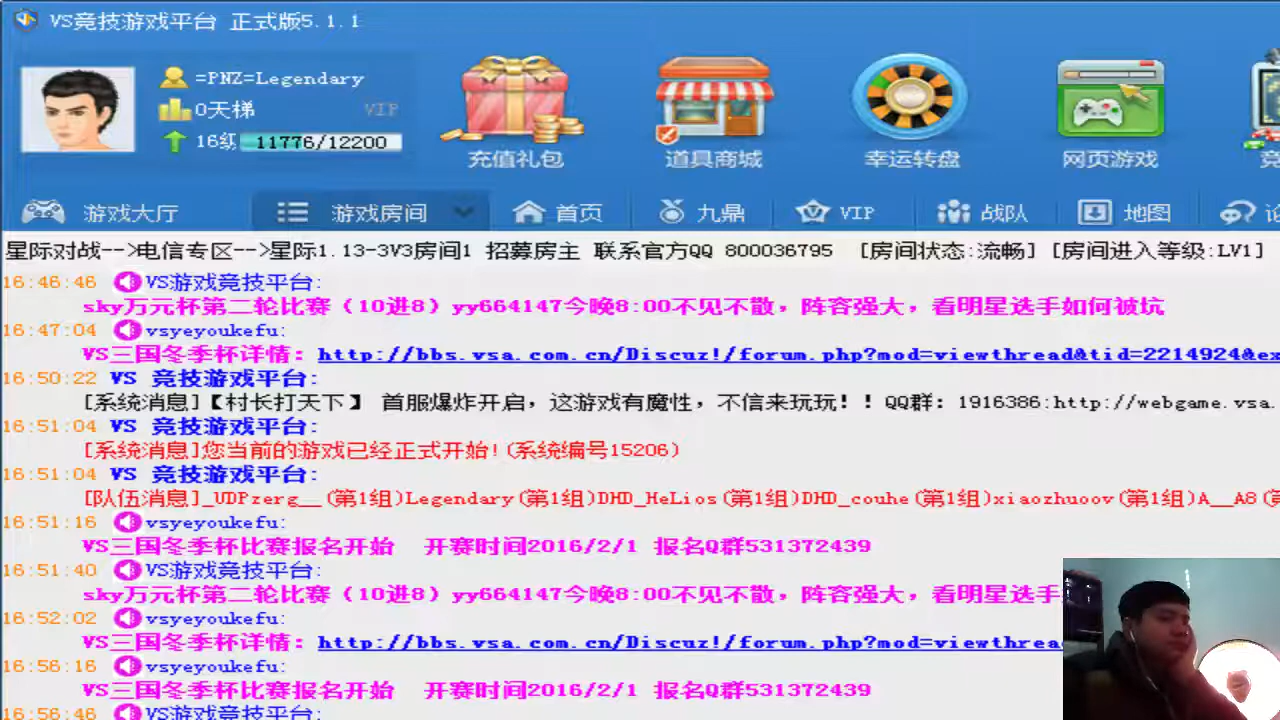 VS竞技游戏平台 正式版5.1.1
=PNZ=Legendary
0天梯 VIP
16级 11776/12200
充值礼包 道具商城 幸运转盘 网页游戏
游戏大厅 游戏房间 首页 九鼎 VIP 战队 地图
星际对战-->电信专区-->星际1.13-3V3房间1 招募房主 联系官方QQ 800036795 [房间状态:流畅] [房间进入等级:LV1]
16:46:46 VS游戏竞技平台:
sky万元杯第二轮比赛（10进8）yy664147今晚8:00不见不散，阵容强大，看明星选手如何被坑
16:47:04 vsyeyoukefu:
VS三国冬季杯详情: http://bbs.vsa.com.cn/Discuz!/forum.php?mod=viewthread&tid=2214924&ex
16:50:22 VS 竞技游戏平台:
[系统消息]【村长打天下】 首服爆炸开启，这游戏有魔性，不信来玩玩！！QQ群: 1916386:http://webgame.vsa.
16:51:04 VS 竞技游戏平台:
[系统消息]您当前的游戏已经正式开始!(系统编号15206)
16:51:04 VS 竞技游戏平台:
[队伍消息]_UDPzerg__(第1组)Legendary(第1组)DHD_HeLios(第1组)DHD_couhe(第1组)xiaozhuoov(第1组)A__A8(第
16:51:16 vsyeyoukefu:
VS三国冬季杯比赛报名开始 开赛时间2016/2/1 报名Q群531372439
16:51:40 VS游戏竞技平台:
sky万元杯第二轮比赛（10进8）yy664147今晚8:00不见不散，阵容强大，看明星选手
16:52:02 vsyeyoukefu:
VS三国冬季杯详情: http://bbs.vsa.com.cn/Discuz!/forum.php?mod=viewthread
16:56:16 vsyeyoukefu:
VS三国冬季杯比赛报名开始 开赛时间2016/2/1 报名Q群531372439
16:56:46 VS游戏竞技平台: